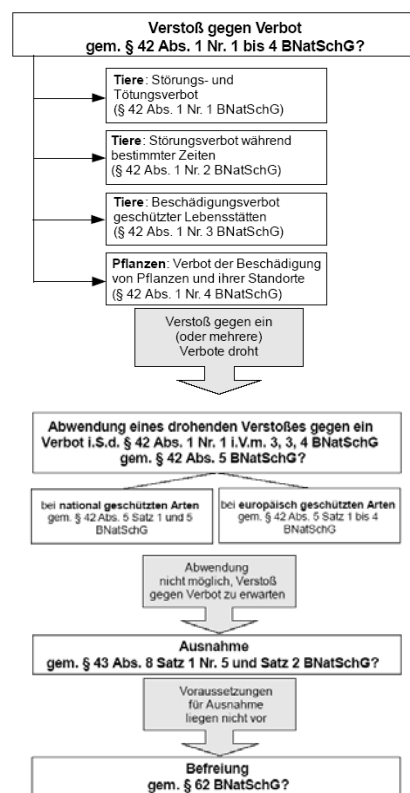 Verstoß gegen Verbot
gem. § 42 Abs. 1 Nr. 1 bis 4 BNatSchG?
Tiere: Störungs- und
Tötungsverbot
(§ 42 Abs. 1 Nr. 1 BNatSchG)
Tiere: Störungsverbot während
bestimmter Zeiten
(§ 42 Abs. 1 Nr. 2 BNatSchG)
Tiere: Beschädigungsverbot
geschützter Lebensstätten
(§ 42 Abs. 1 Nr. 3 BNatSchG)
Pflanzen: Verbot der Beschädigung
von Pflanzen und ihrer Standorte
(§ 42 Abs. 1 Nr. 4 BNatSchG)
Verstoß gegen ein
(oder mehrere)
Verbote droht
Abwendung eines drohenden Verstoßes gegen ein
Verbot i.S.d. § 42 Abs. 1 Nr. 1 i.V.m. 3, 3, 4 BNatSchG
gem. § 42 Abs. 5 BNatSchG?
bei national geschützten Arten
gem. § 42 Abs. 5 Satz 1 und 5
BNatSchG
bei europäisch geschützten Arten
gem. § 42 Abs. 5 Satz 1 bis 4
BNatSchG
Abwendung
nicht möglich, Verstoß
gegen Verbot zu erwarten
Ausnahme
gem. § 43 Abs. 8 Satz 1 Nr. 5 und Satz 2 BNatSchG?
Voraussetzungen
für Ausnahme
liegen nicht vor
Befreiung
gem. § 62 BNatSchG?